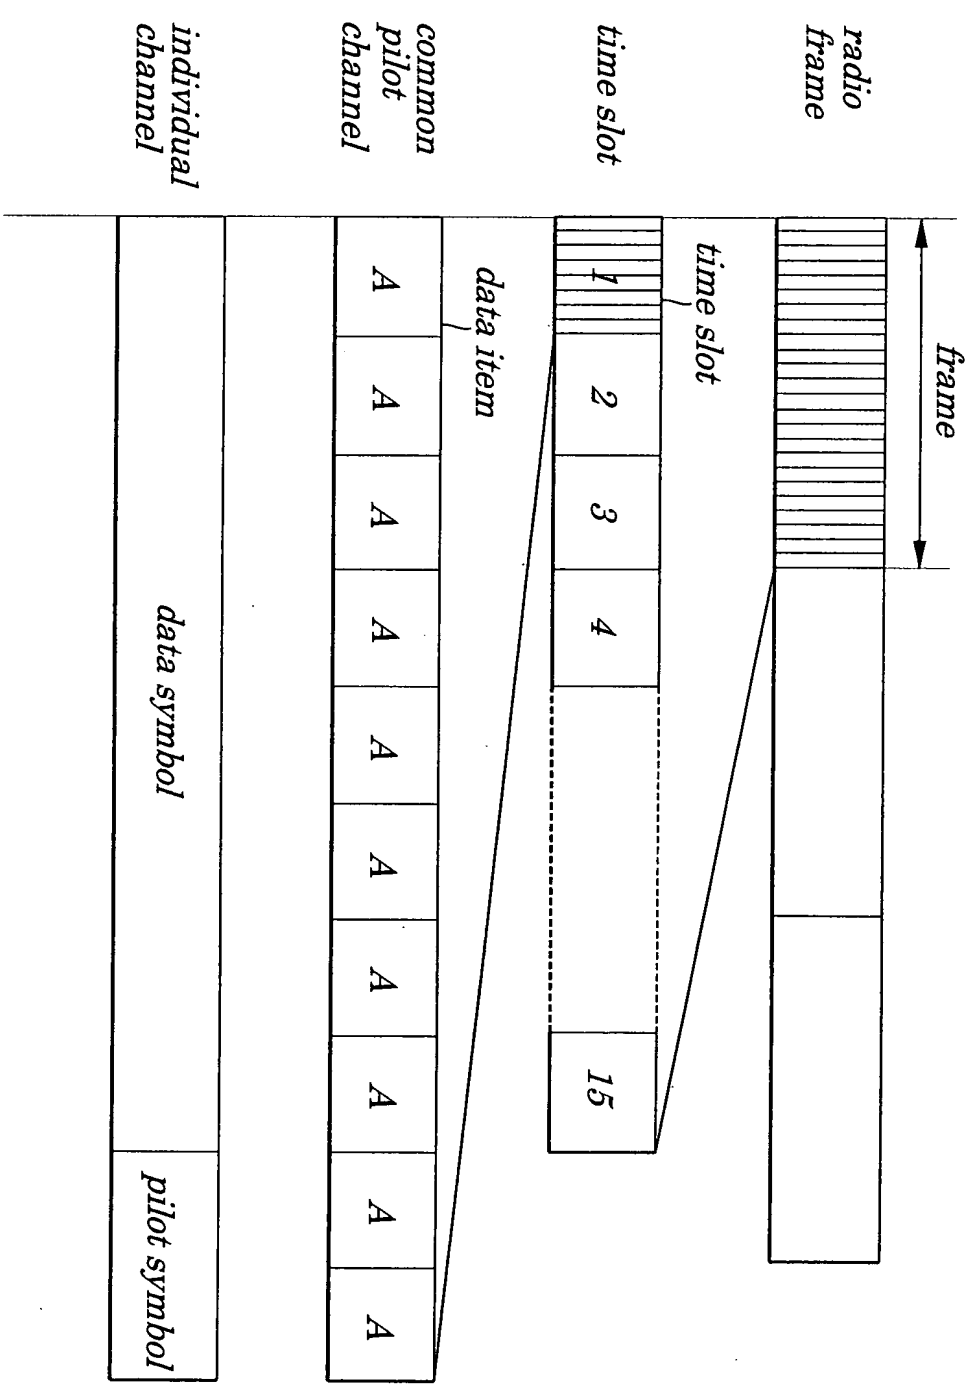 frame
radio
frame
time slot
time slot
1 2 3 4 15
common
pilot
channel
data item
A A A A A A A A A A
individual
channel
data symbol pilot symbol